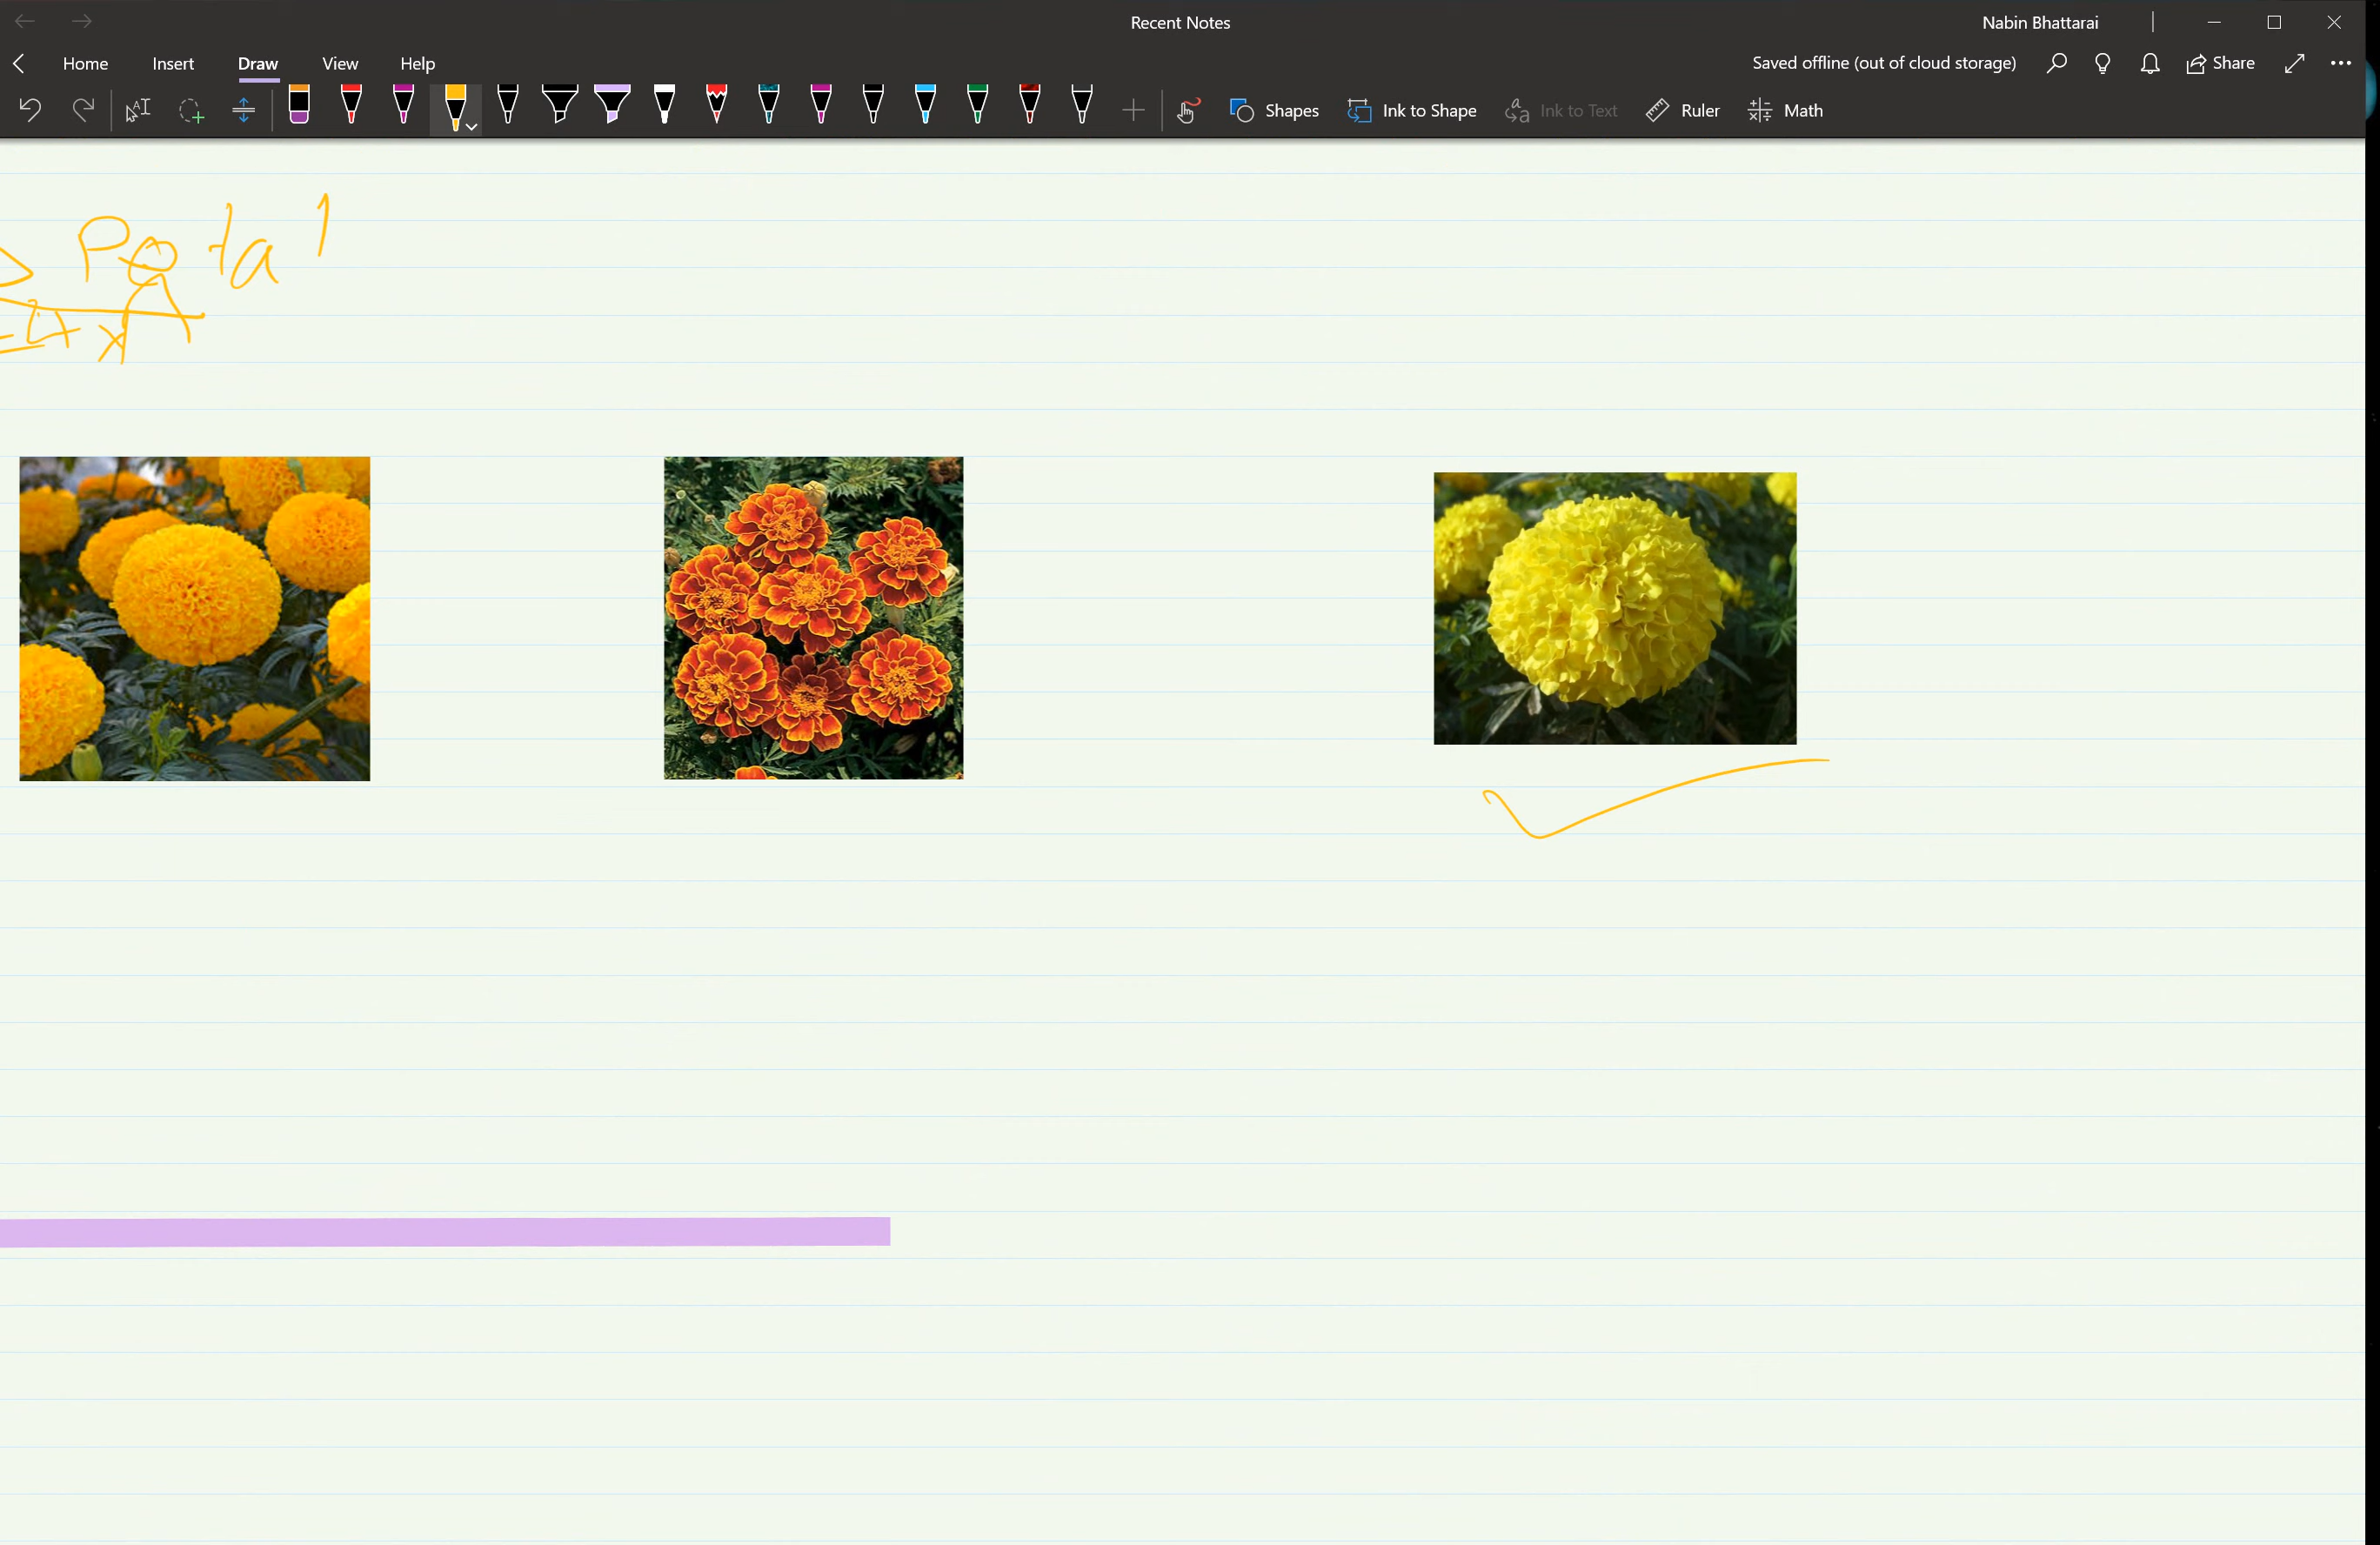 Recent Notes Nabin Bhattarai
Home Insert Draw View Help Saved offline (out of cloud storage) Share
Shapes Ink to Shape Ink to Text Ruler Math
Petal